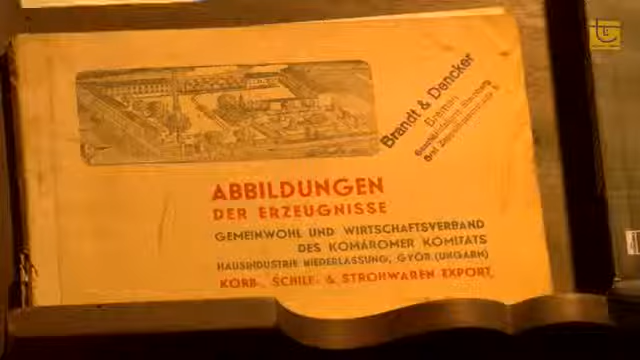 Brandt & Dencker
Bremen
ABBILDUNGEN
DER ERZEUGNISSE
GEMEINWOHL UND WIRTSCHAFTSVERBAND
DES KOMÁROMER KOMITATS
HAUSINDUSTRIE NIEDERLASSUNG, GYŐR (UNGARN)
KORB-, SCHILF- & STROHWAREN EXPORT.